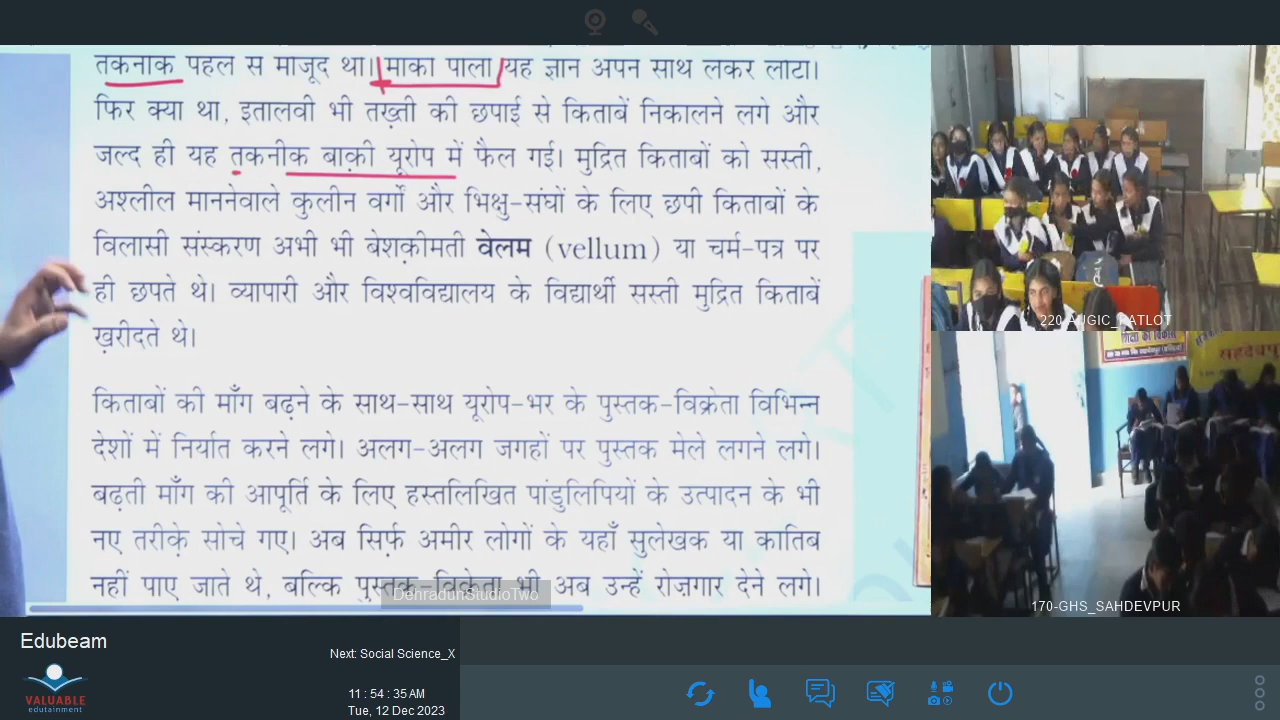 तकनीक पहले से मौजूद थी। मार्को पोलो यह ज्ञान अपने साथ लेकर लौटा।
फिर क्या था, इतालवी भी तख़्ती की छपाई से किताबें निकालने लगे और
जल्द ही यह तकनीक बाक़ी यूरोप में फैल गई। मुद्रित किताबों को सस्ती,
अश्लील माननेवाले कुलीन वर्गों और भिक्षु-संघों के लिए छपी किताबों के
विलासी संस्करण अभी भी बेशक़ीमती वेलम (vellum) या चर्म-पत्र पर
ही छपते थे। व्यापारी और विश्वविद्यालय के विद्यार्थी सस्ती मुद्रित किताबें
ख़रीदते थे।
किताबों की माँग बढ़ने के साथ-साथ यूरोप-भर के पुस्तक-विक्रेता विभिन्न
देशों में निर्यात करने लगे। अलग-अलग जगहों पर पुस्तक मेले लगने लगे।
बढ़ती माँग की आपूर्ति के लिए हस्तलिखित पांडुलिपियों के उत्पादन के भी
नए तरीक़े सोचे गए। अब सिर्फ़ अमीर लोगों के यहाँ सुलेखक या कातिब
नहीं पाए जाते थे, बल्कि पुस्तक-विक्रेता भी अब उन्हें रोज़गार देने लगे।
DehradunStudioTwo
220-AUGIC_PATLOT
170-GHS_SAHDEVPUR
Edubeam
Next: Social Science_X
VALUABLE
edutainment
11 : 54 : 35 AM
Tue, 12 Dec 2023